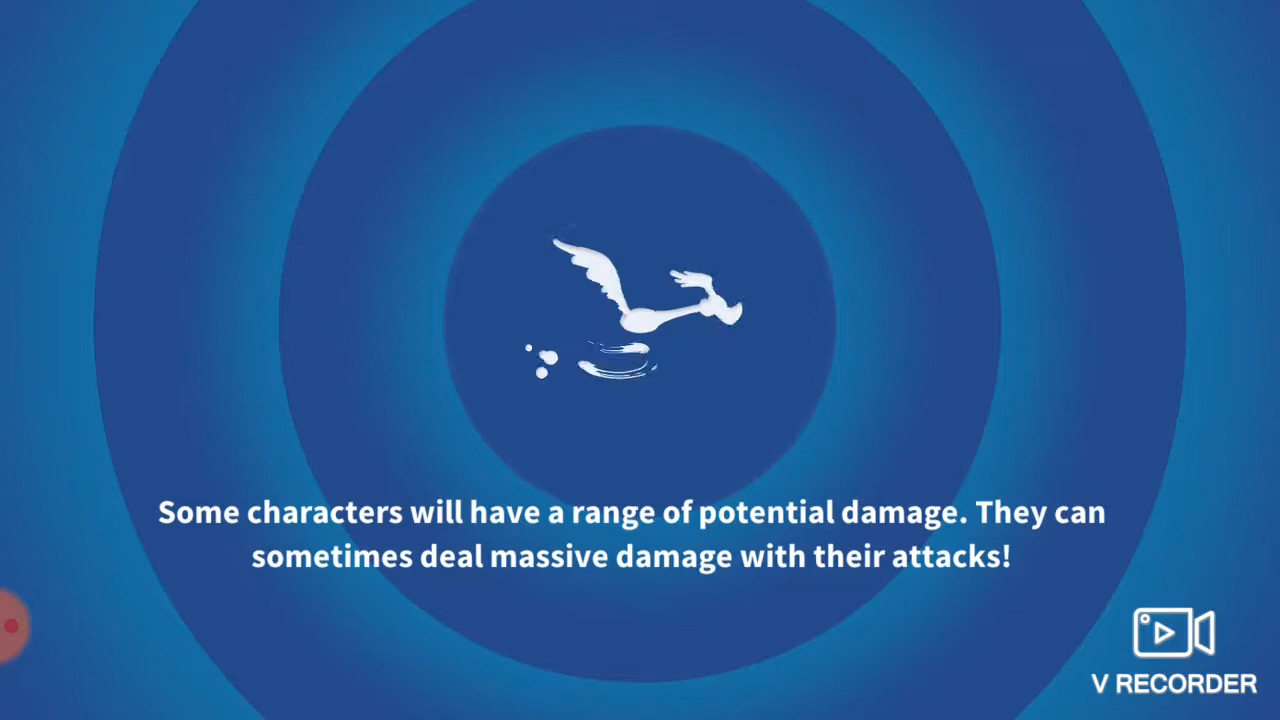 Some characters will have a range of potential damage. They can
sometimes deal massive damage with their attacks!
V RECORDER